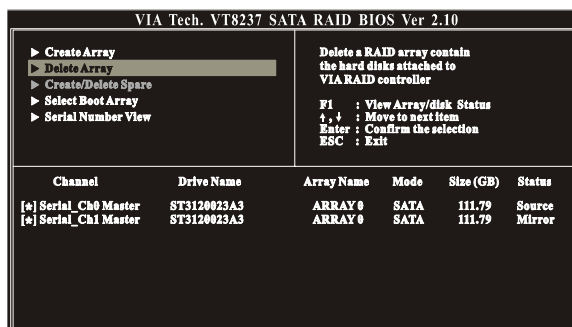 VIA Tech. VT8237 SATA RAID BIOS Ver 2.10
▶ Create Array
▶ Delete Array
▶ Create/Delete Spare
▶ Select Boot Array
▶ Serial Number View
Delete a RAID array contain
the hard disks attached to
VIA RAID controller
F1 : View Array/disk Status
↑,↓ : Move to next item
Enter : Confirm the selection
ESC : Exit
Channel Drive Name Array Name Mode Size (GB) Status
[*] Serial_Ch0 Master ST3120023A3 ARRAY 0 SATA 111.79 Source
[*] Serial_Ch1 Master ST3120023A3 ARRAY 0 SATA 111.79 Mirror